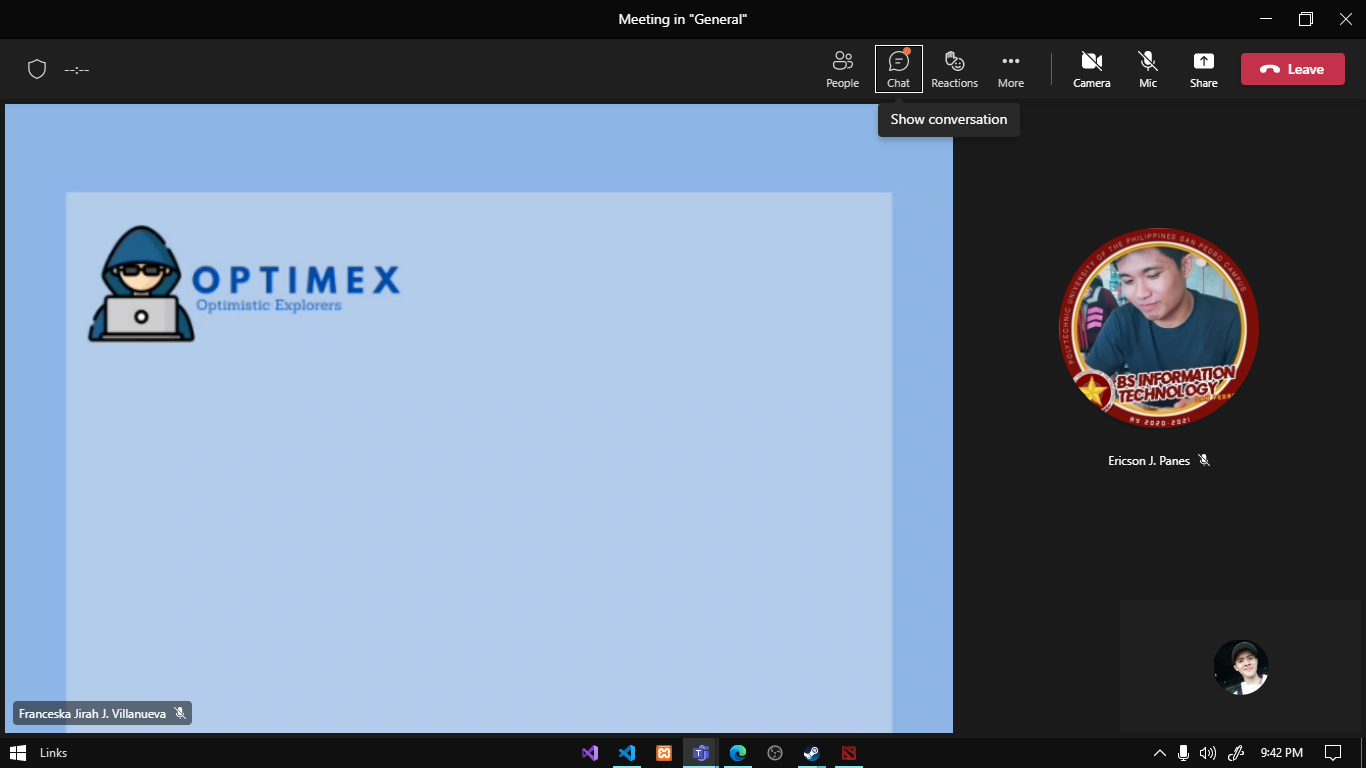 Meeting in "General"
--:--
People
Chat
Reactions
More
Camera
Mic
Share
Leave
Show conversation
OPTIMEX
Optimistic Explorers
POLYTECHNIC UNIVERSITY OF THE PHILIPPINES SAN PEDRO CAMPUS
BS INFORMATION
TECHNOLOGY
AY 2020-2021
Ericson J. Panes
Franceska Jirah J. Villanueva
Links
9:42 PM